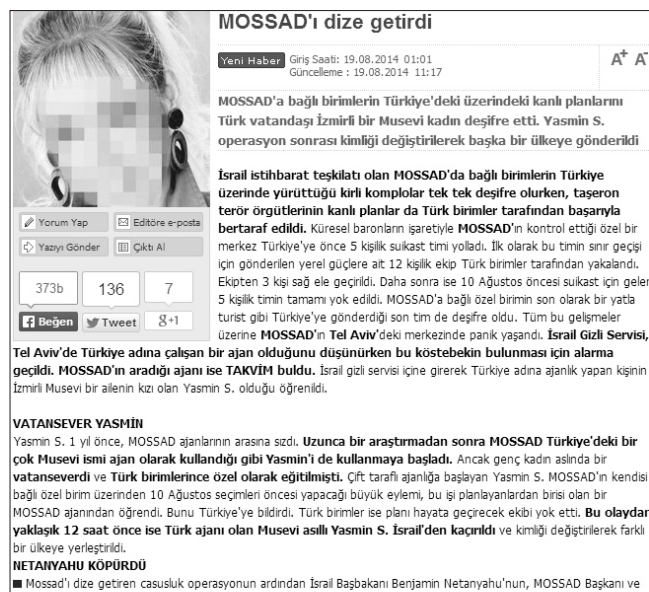 MOSSAD'ı dize getirdi
Yeni Haber Giriş Saati: 19.08.2014 01:01
Güncelleme : 19.08.2014 11:17
A+ A-
MOSSAD'a bağlı birimlerin Türkiye'deki üzerindeki kanlı planlarını
Türk vatandaşı İzmirli bir Musevi kadın deşifre etti. Yasmin S.
operasyon sonrası kimliği değiştirilerek başka bir ülkeye gönderildi
İsrail istihbarat teşkilatı olan MOSSAD'da bağlı birimlerin Türkiye
üzerinde yürüttüğü kirli komplolar tek tek deşifre olurken, taşeron
terör örgütlerinin kanlı planlar da Türk birimler tarafından başarıyla
bertaraf edildi. Küresel baronların işaretiyle MOSSAD'ın kontrol ettiği özel bir
merkez Türkiye'ye önce 5 kişilik suikast timi yolladı. İlk olarak bu timin sınır geçişi
için gönderilen yerel güçlere ait 12 kişilik ekip Türk birimler tarafından yakalandı.
Ekipten 3 kişi sağ ele geçirildi. Daha sonra ise 10 Ağustos öncesi suikast için geler
5 kişilik timin tamamı yok edildi. MOSSAD'a bağlı özel birimin son olarak bir yatla
turist gibi Türkiye'ye gönderdiği son tim de deşifre oldu. Tüm bu gelişmeler
üzerine MOSSAD'ın Tel Aviv'deki merkezinde panik yaşandı. İsrail Gizli Servisi,
Tel Aviv'de Türkiye adına çalışan bir ajan olduğunu düşünürken bu köstebekin bulunması için alarma
geçildi. MOSSAD'ın aradığı ajanı ise TAKVİM buldu. İsrail gizli servisi içine girerek Türkiye adına ajanlık yapan kişinin
İzmirli Musevi bir ailenin kızı olan Yasmin S. olduğu öğrenildi.
Yorum Yap Editöre e-posta
Yazıyı Gönder Çıktı Al
373b 136 7
Beğen Tweet g+1
VATANSEVER YASMİN
Yasmin S. 1 yıl önce, MOSSAD ajanlarının arasına sızdı. Uzunca bir araştırmadan sonra MOSSAD Türkiye'deki bir
çok Musevi ismi ajan olarak kullandığı gibi Yasmin'i de kullanmaya başladı. Ancak genç kadın aslında bir
vatanseverdi ve Türk birimlerince özel olarak eğitilmişti. Çift taraflı ajanlığa başlayan Yasmin S. MOSSAD'ın kendisi
bağlı özel birim üzerinden 10 Ağustos seçimleri öncesi yapacağı büyük eylemi, bu işi planlayanlardan birisi olan bir
MOSSAD ajanından öğrendi. Bunu Türkiye'ye bildirdi. Türk birimler ise planı hayata geçirecek ekibi yok etti. Bu olaydar
yaklaşık 12 saat önce ise Türk ajanı olan Musevi asıllı Yasmin S. İsrail'den kaçırıldı ve kimliği değiştirilerek farklı
bir ülkeye yerleştirildi.
NETANYAHU KÖPÜRDÜ
■ Mossad'ı dize getiren casusluk operasyonun ardından İsrail Başbakanı Benjamin Netanyahu'nun, MOSSAD Başkanı ve